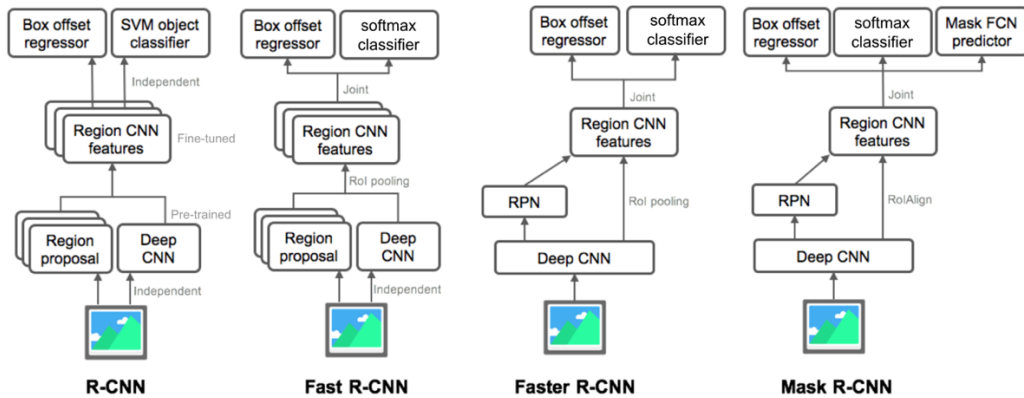 Box offset
regressor
SVM object
classifier
Independent
Region CNN
features
Fine-tuned
Pre-trained
Region
proposal
Deep
CNN
Independent
R-CNN
Box offset
regressor
softmax
classifier
Joint
Region CNN
features
RoI pooling
Region
proposal
Deep
CNN
Independent
Fast R-CNN
Box offset
regressor
softmax
classifier
Joint
Region CNN
features
RPN
RoI pooling
Deep CNN
Faster R-CNN
Box offset
regressor
softmax
classifier
Mask FCN
predictor
Joint
Region CNN
features
RPN
RoIAlign
Deep CNN
Mask R-CNN